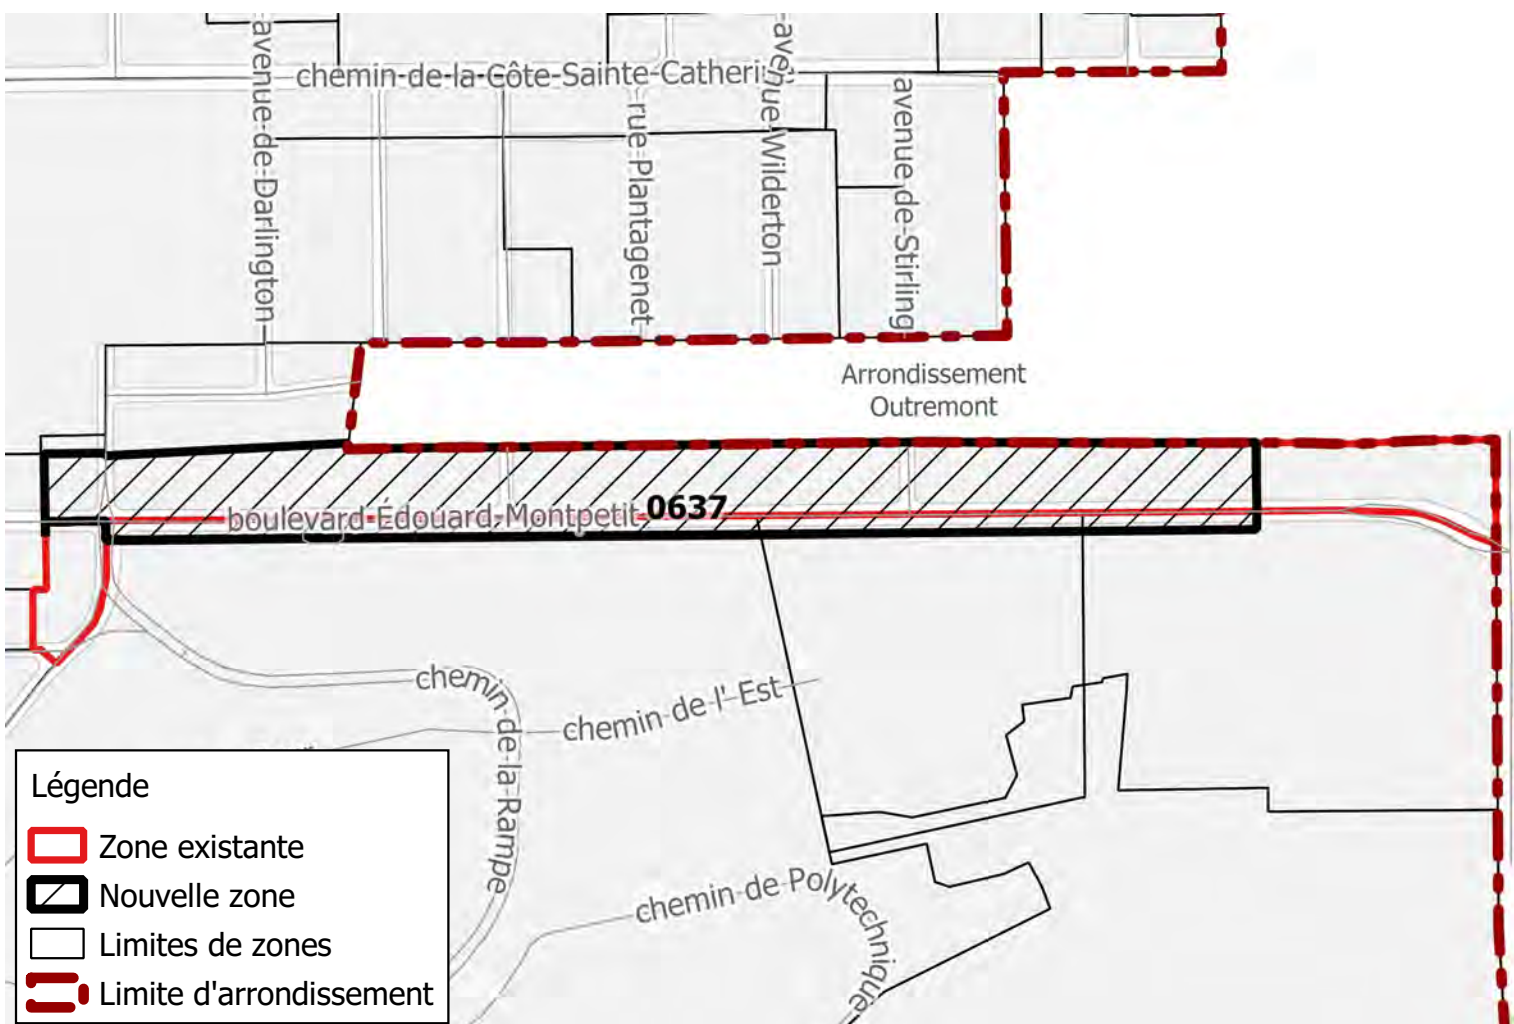 chemin-de-la-Côte-Sainte-Catherine
avenue-de-Darlington
rue-Plantagenet
avenue-Wilderton
avenue-de-Stirling
Arrondissement
Outremont
boulevard-Édouard-Montpetit
0637
chemin-de-la-Rampe
chemin-de-l'-Est
chemin-de-Polytechnique
Légende
Zone existante
Nouvelle zone
Limites de zones
Limite d'arrondissement